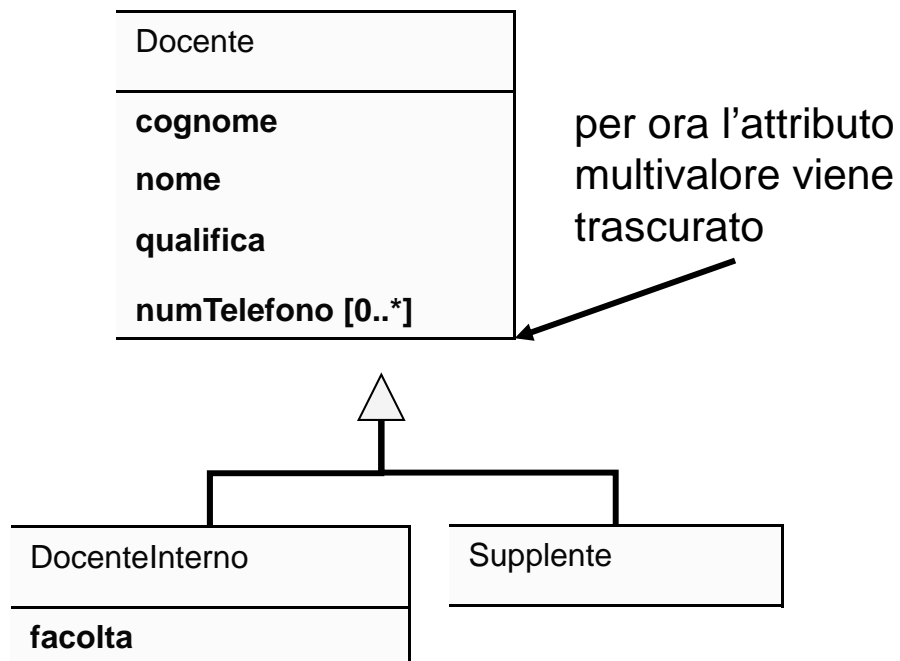 Docente
cognome
nome
qualifica
numTelefono [0..*]
per ora l’attributo
multivalore viene
trascurato
DocenteInterno
facolta
Supplente